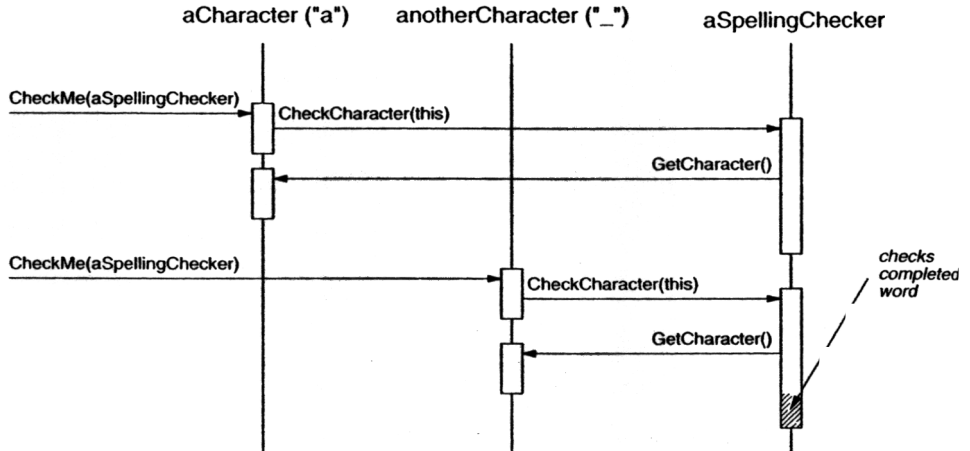 aCharacter ("a")
anotherCharacter ("_")
aSpellingChecker
CheckMe(aSpellingChecker)
CheckCharacter(this)
GetCharacter()
CheckMe(aSpellingChecker)
checks
completed
word
CheckCharacter(this)
GetCharacter()